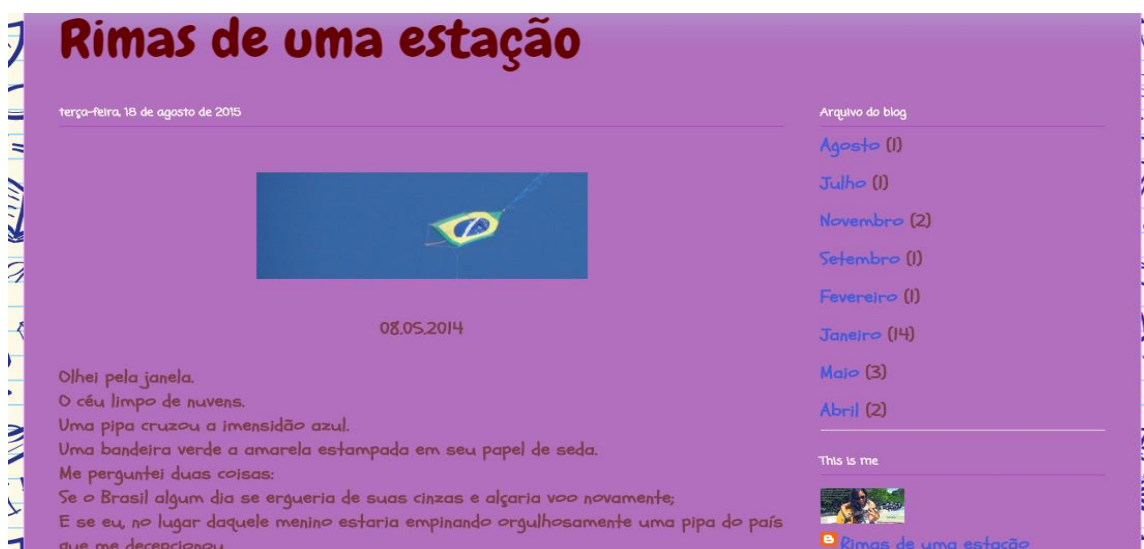 Rimas de uma estação
terça-feira, 18 de agosto de 2015
08.05.2014
Olhei pela janela.
O céu limpo de nuvens.
Uma pipa cruzou a imensidão azul.
Uma bandeira verde a amarela estampada em seu papel de seda.
Me perguntei duas coisas:
Se o Brasil algum dia se ergueria de suas cinzas e alçaria voo novamente;
E se eu, no lugar daquele menino estaria empinando orgulhosamente uma pipa do país
que me decepcionou
Arquivo do blog
Agosto (1)
Julho (1)
Novembro (2)
Setembro (1)
Fevereiro (1)
Janeiro (14)
Maio (3)
Abril (2)
This is me
Rimas de uma estação